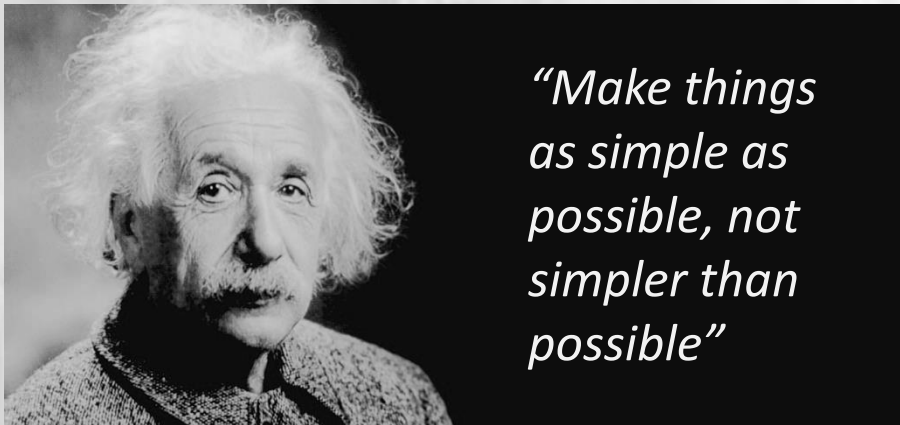 “Make things
as simple as
possible, not
simpler than
possible”